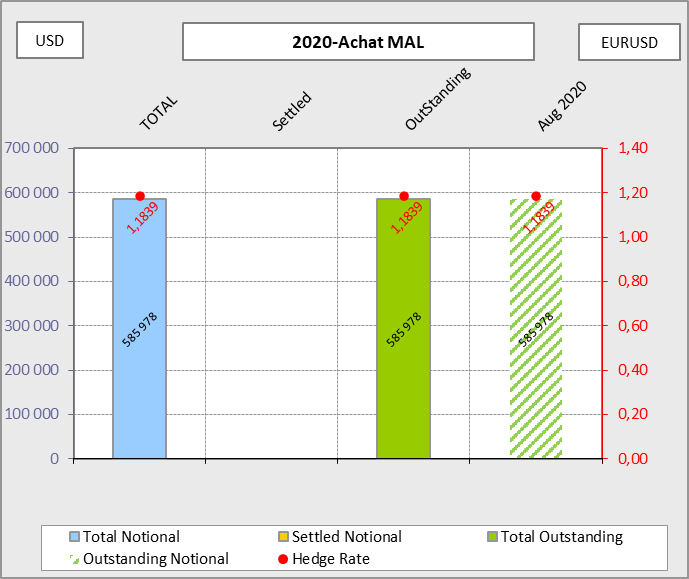 USD
2020-Achat MAL
EURUSD
TOTAL
Settled
OutStanding
Aug 2020
700 000
600 000
500 000
400 000
300 000
200 000
100 000
0
1,40
1,20
1,00
0,80
0,60
0,40
0,20
0,00
1,1839
1,1839
1,1839
585 978
585 978
585 978
Total Notional
Settled Notional
Total Outstanding
Outstanding Notional
Hedge Rate